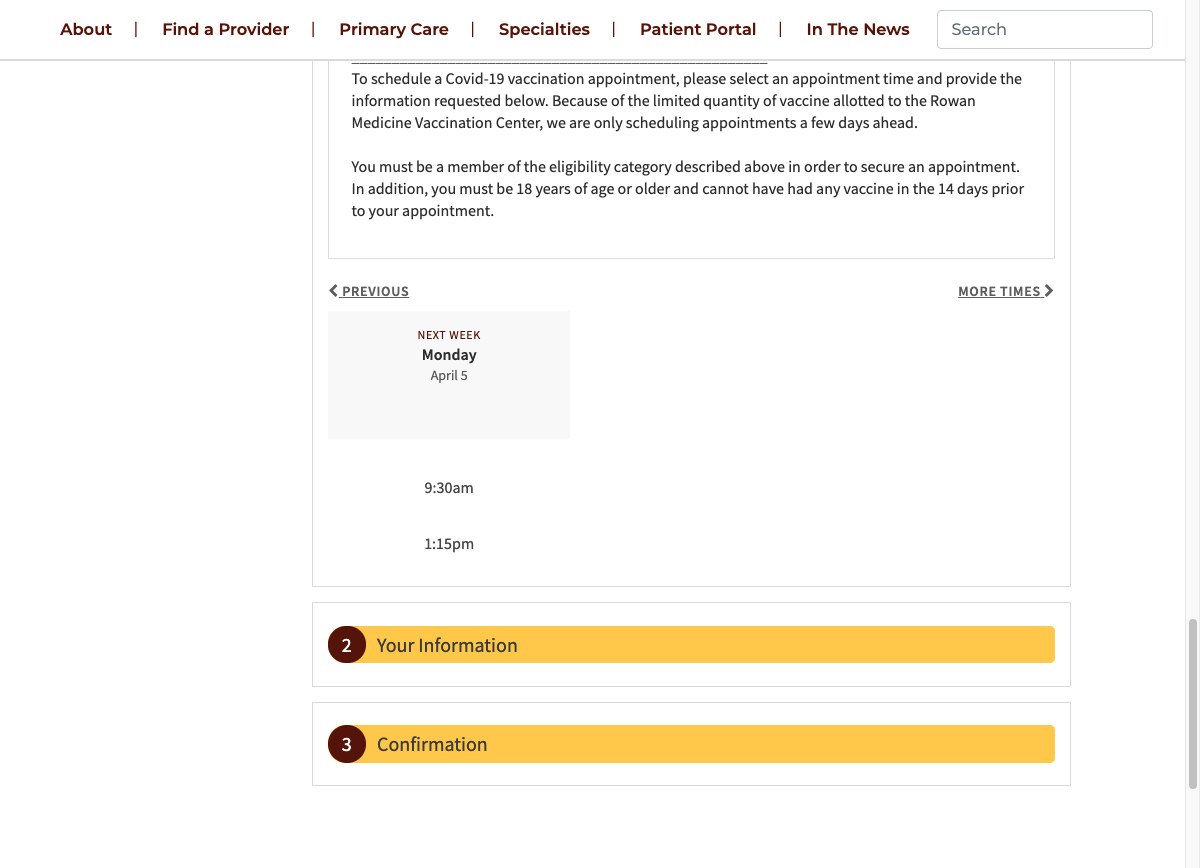 About | Find a Provider | Primary Care | Specialties | Patient Portal | In The News Search
To schedule a Covid-19 vaccination appointment, please select an appointment time and provide the
information requested below. Because of the limited quantity of vaccine allotted to the Rowan
Medicine Vaccination Center, we are only scheduling appointments a few days ahead.
You must be a member of the eligibility category described above in order to secure an appointment.
In addition, you must be 18 years of age or older and cannot have had any vaccine in the 14 days prior
to your appointment.
PREVIOUS MORE TIMES
NEXT WEEK
Monday
April 5
9:30am
1:15pm
2 Your Information
3 Confirmation